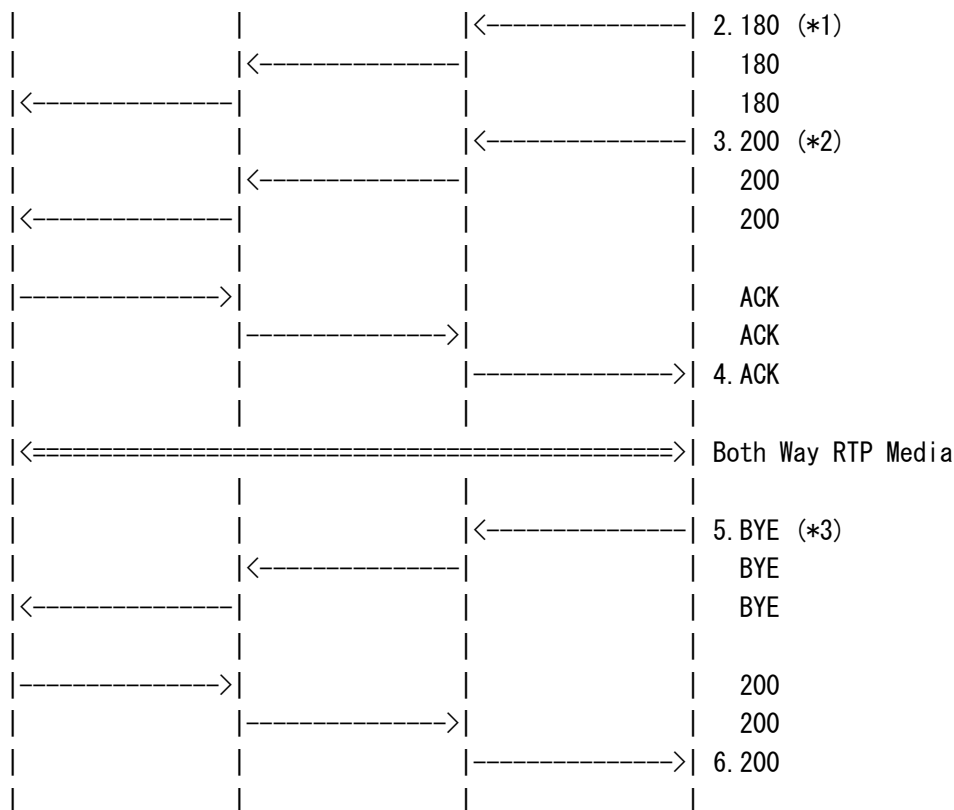 2.180 (*1)
180
180
3.200 (*2)
200
200
ACK
ACK
4.ACK
Both Way RTP Media
5.BYE (*3)
BYE
BYE
200
200
6.200